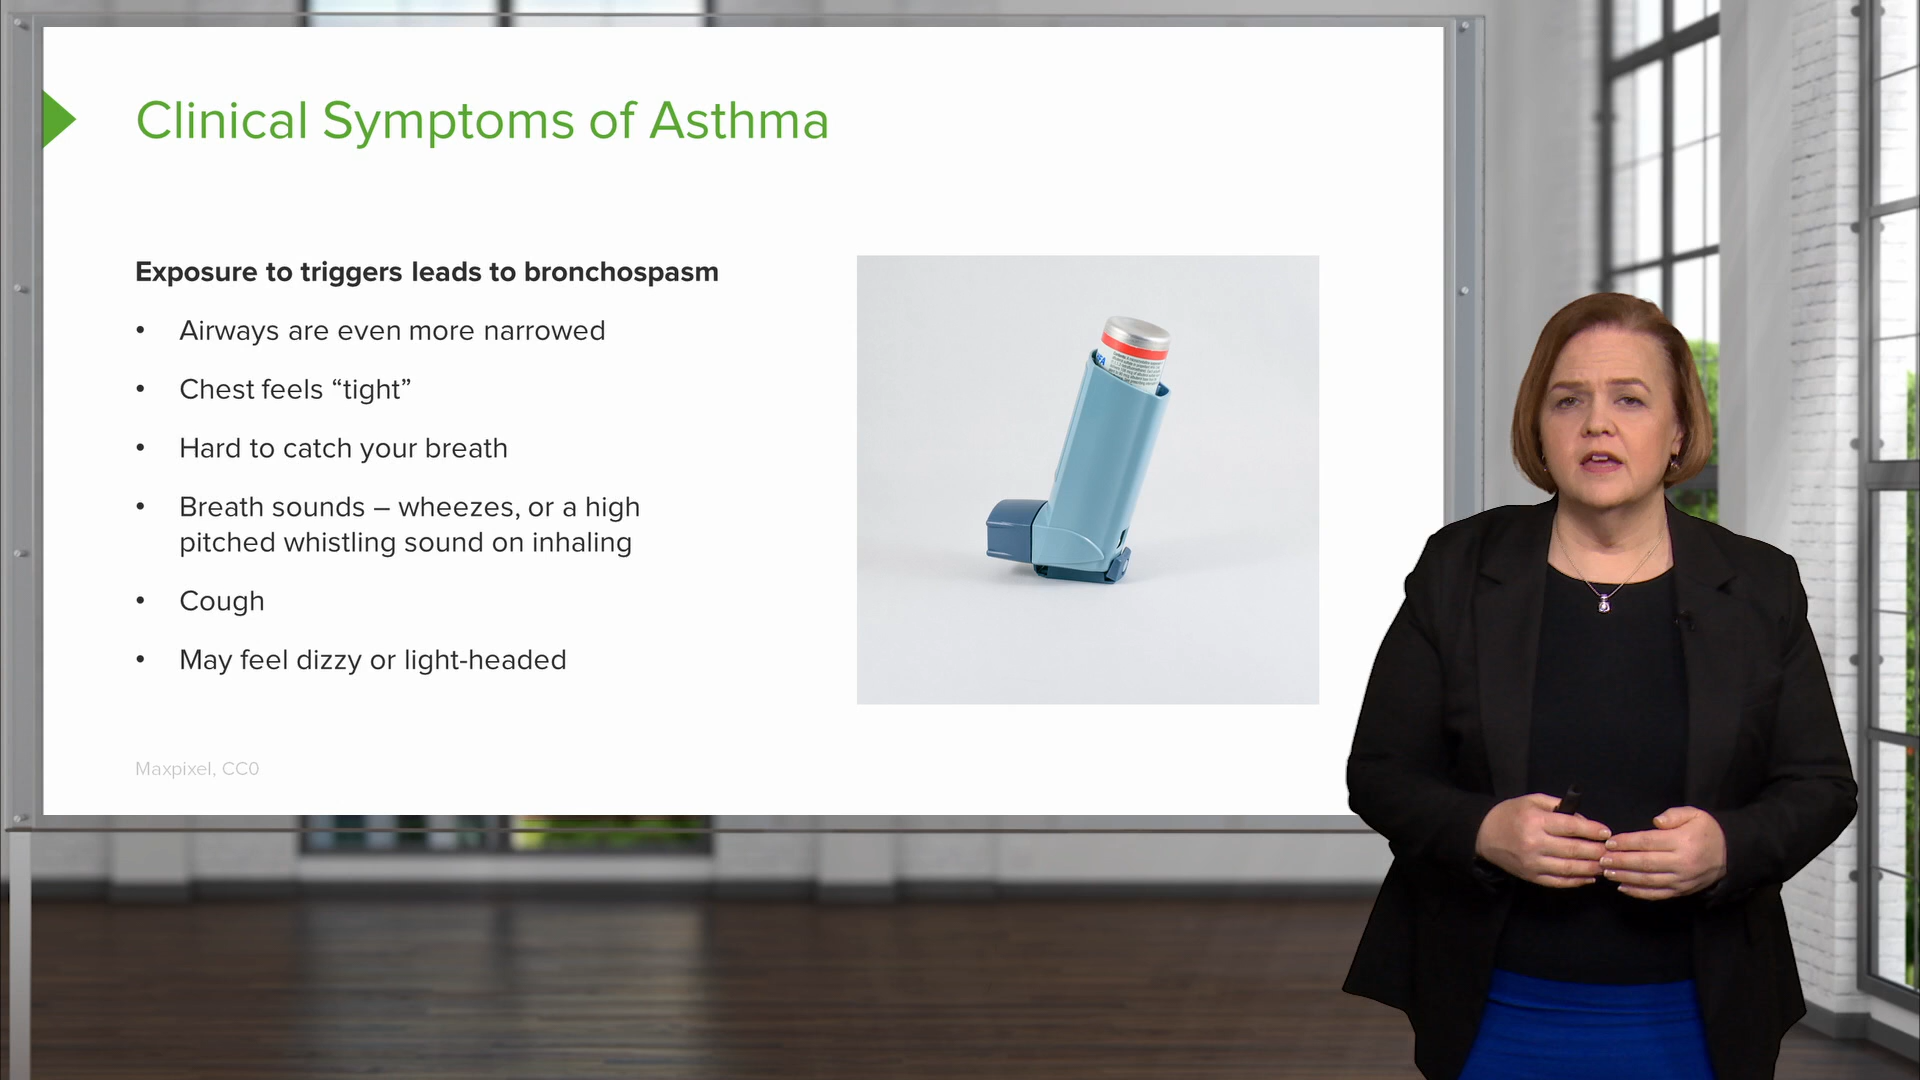 Clinical Symptoms of Asthma
Exposure to triggers leads to bronchospasm
• Airways are even more narrowed
• Chest feels “tight”
• Hard to catch your breath
• Breath sounds – wheezes, or a high
pitched whistling sound on inhaling
• Cough
• May feel dizzy or light-headed
Maxpixel, CC0